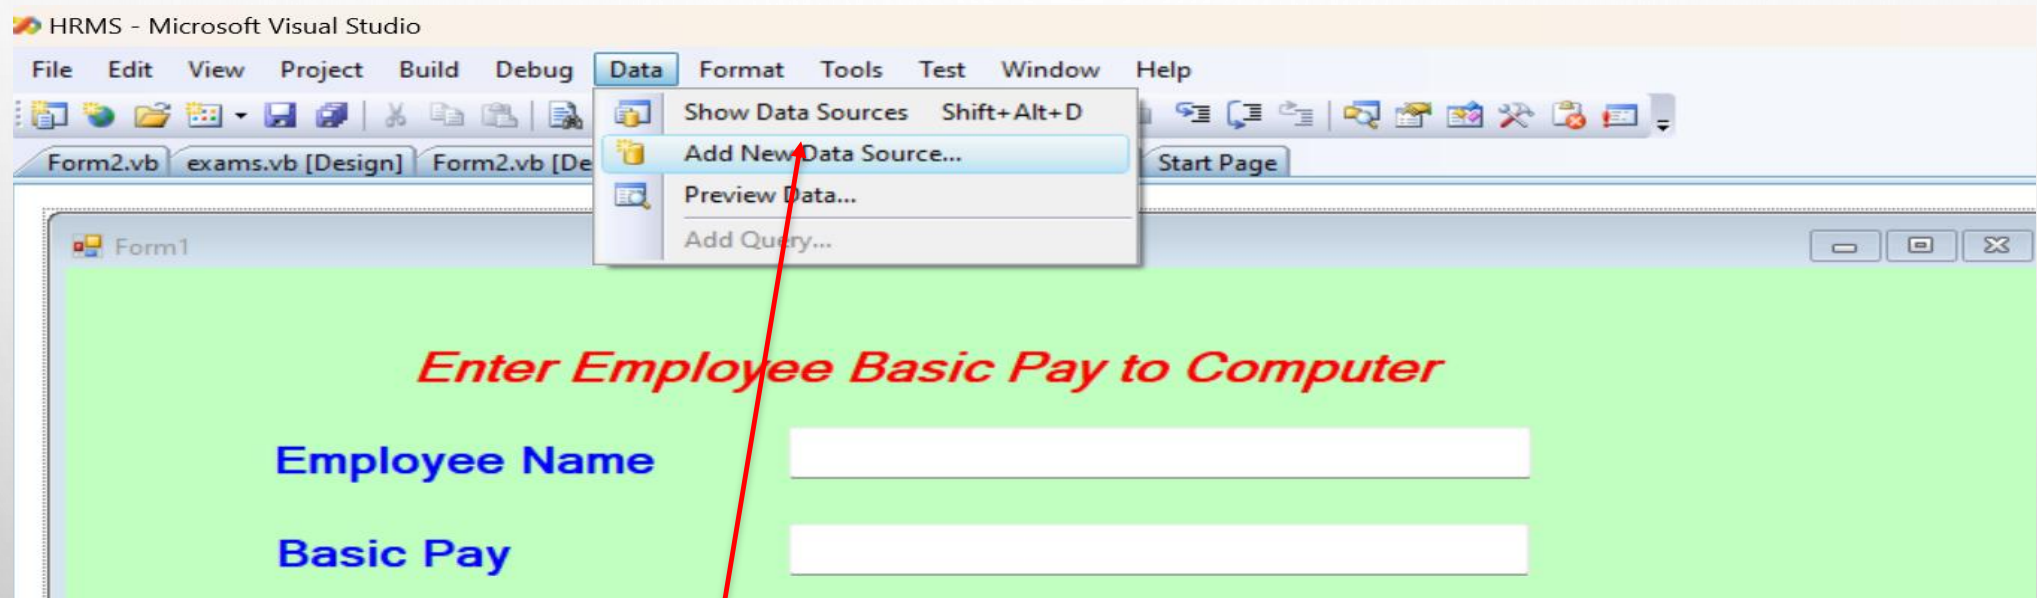 HRMS - Microsoft Visual Studio
File Edit View Project Build Debug Data Format Tools Test Window Help
Show Data Sources Shift+Alt+D
Form2.vb exams.vb [Design] Form2.vb [De Add New Data Source... Start Page
Preview Data...
Form1 Add Query...
Enter Employee Basic Pay to Computer
Employee Name
Basic Pay